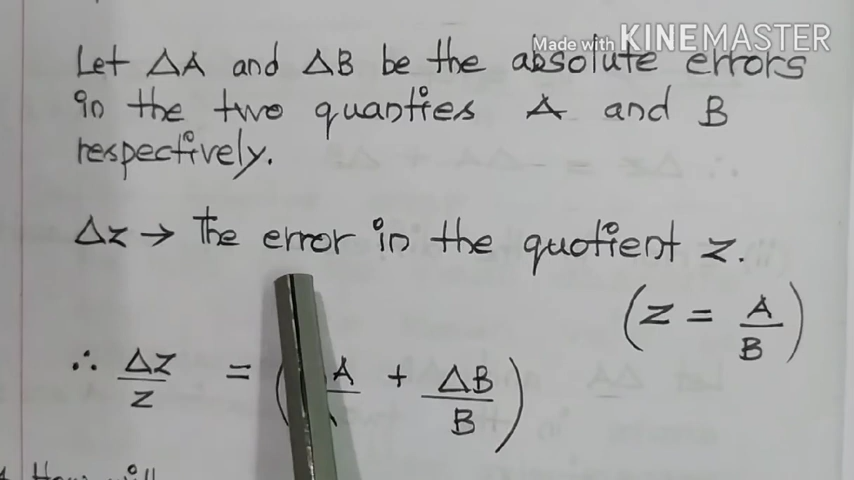 Made with KINEMASTER
Let ΔA and ΔB be the absolute errors
in the two quanties A and B
respectively.
Δz → The error in the quotient z.
(z = A/B)
∴ Δz/z = ( A + ΔB/B )